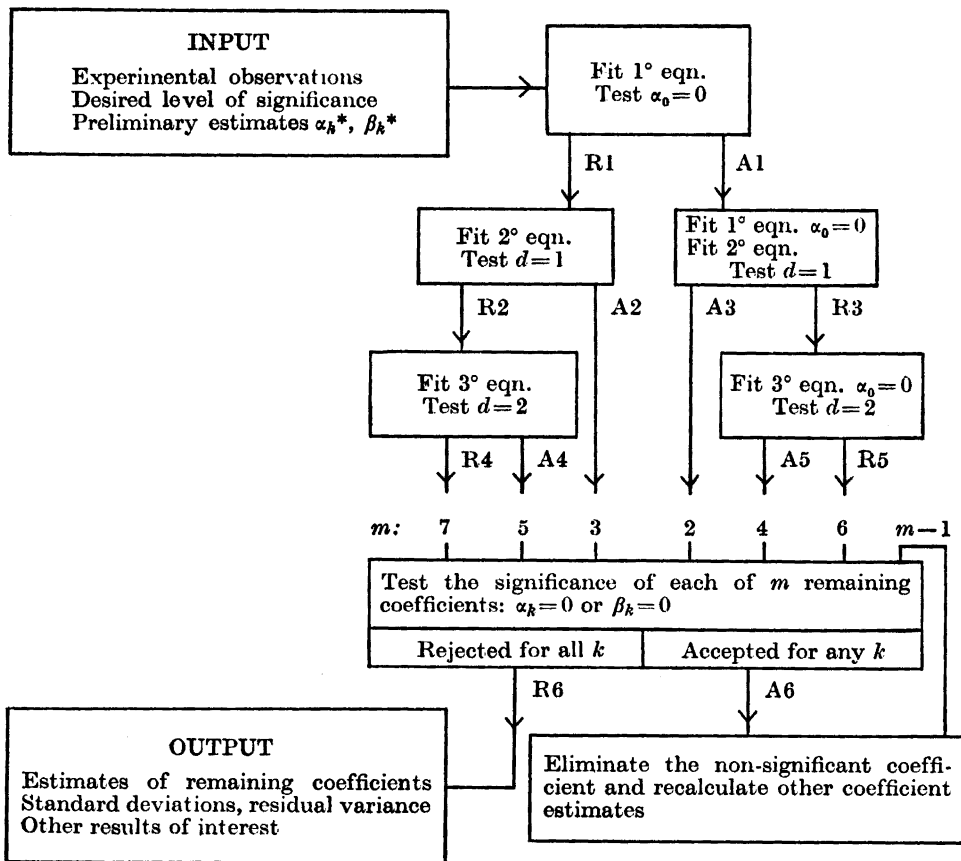 INPUT
Experimental observations
Desired level of significance
Preliminary estimates αₖ*, βₖ*
Fit 1° eqn.
Test α₀=0
R1
A1
Fit 2° eqn.
Test d=1
Fit 1° eqn. α₀=0
Fit 2° eqn.
Test d=1
R2
A2
A3
R3
Fit 3° eqn.
Test d=2
Fit 3° eqn. α₀=0
Test d=2
R4
A4
A5
R5
m: 7 5 3 2 4 6 m−1
Test the significance of each of m remaining
coefficients: αₖ=0 or βₖ=0
Rejected for all k
Accepted for any k
R6
A6
OUTPUT
Estimates of remaining coefficients
Standard deviations, residual variance
Other results of interest
Eliminate the non-significant coeffi-
cient and recalculate other coefficient
estimates